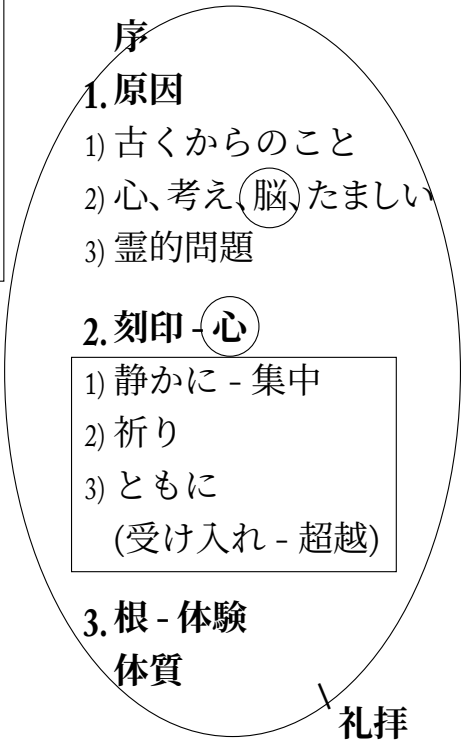 序
1. 原因
1) 古くからのこと
2) 心、考え、脳、たましい
3) 霊的問題
2. 刻印 - 心
1) 静かに - 集中
2) 祈り
3) ともに
(受け入れ - 超越)
3. 根 - 体験
体質
礼拝